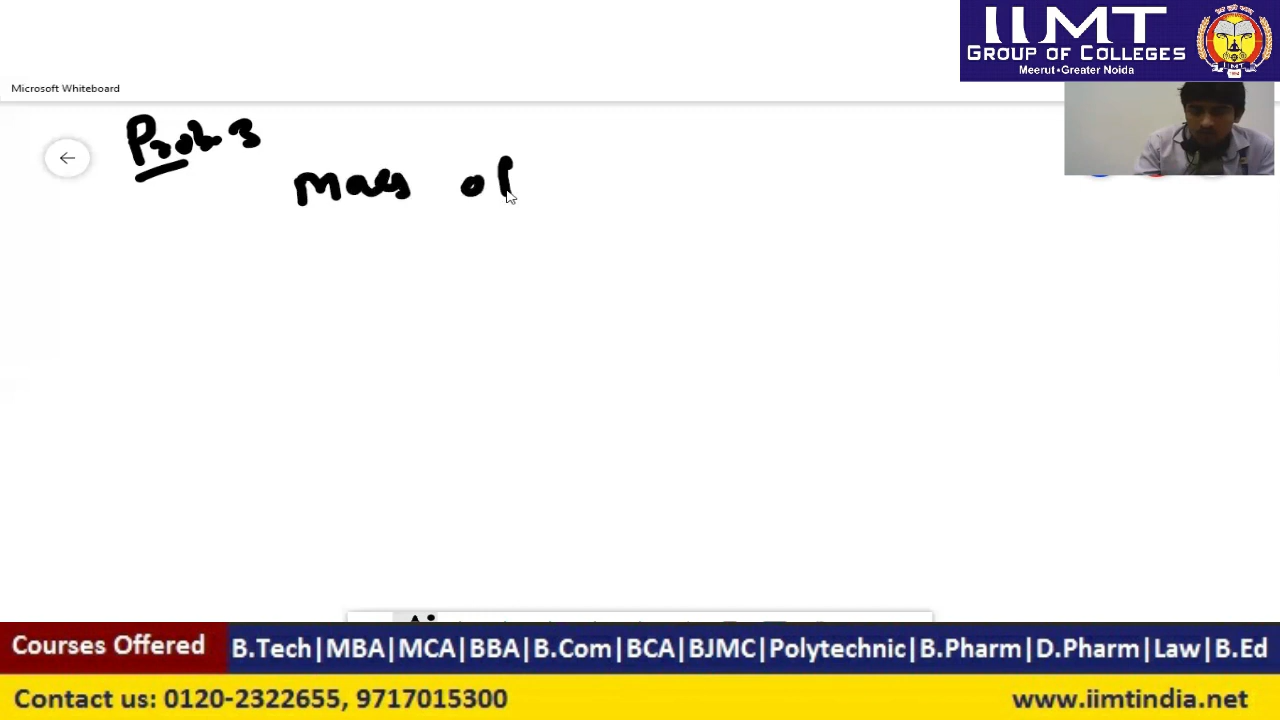 IIMT
GROUP OF COLLEGES
Meerut•Greater Noida
Microsoft Whiteboard
Prob. 3
Mass of
Courses Offered
B.Tech|MBA|MCA|BBA|B.Com|BCA|BJMC|Polytechnic|B.Pharm|D.Pharm|Law|B.Ed
Contact us: 0120-2322655, 9717015300
www.iimtindia.net